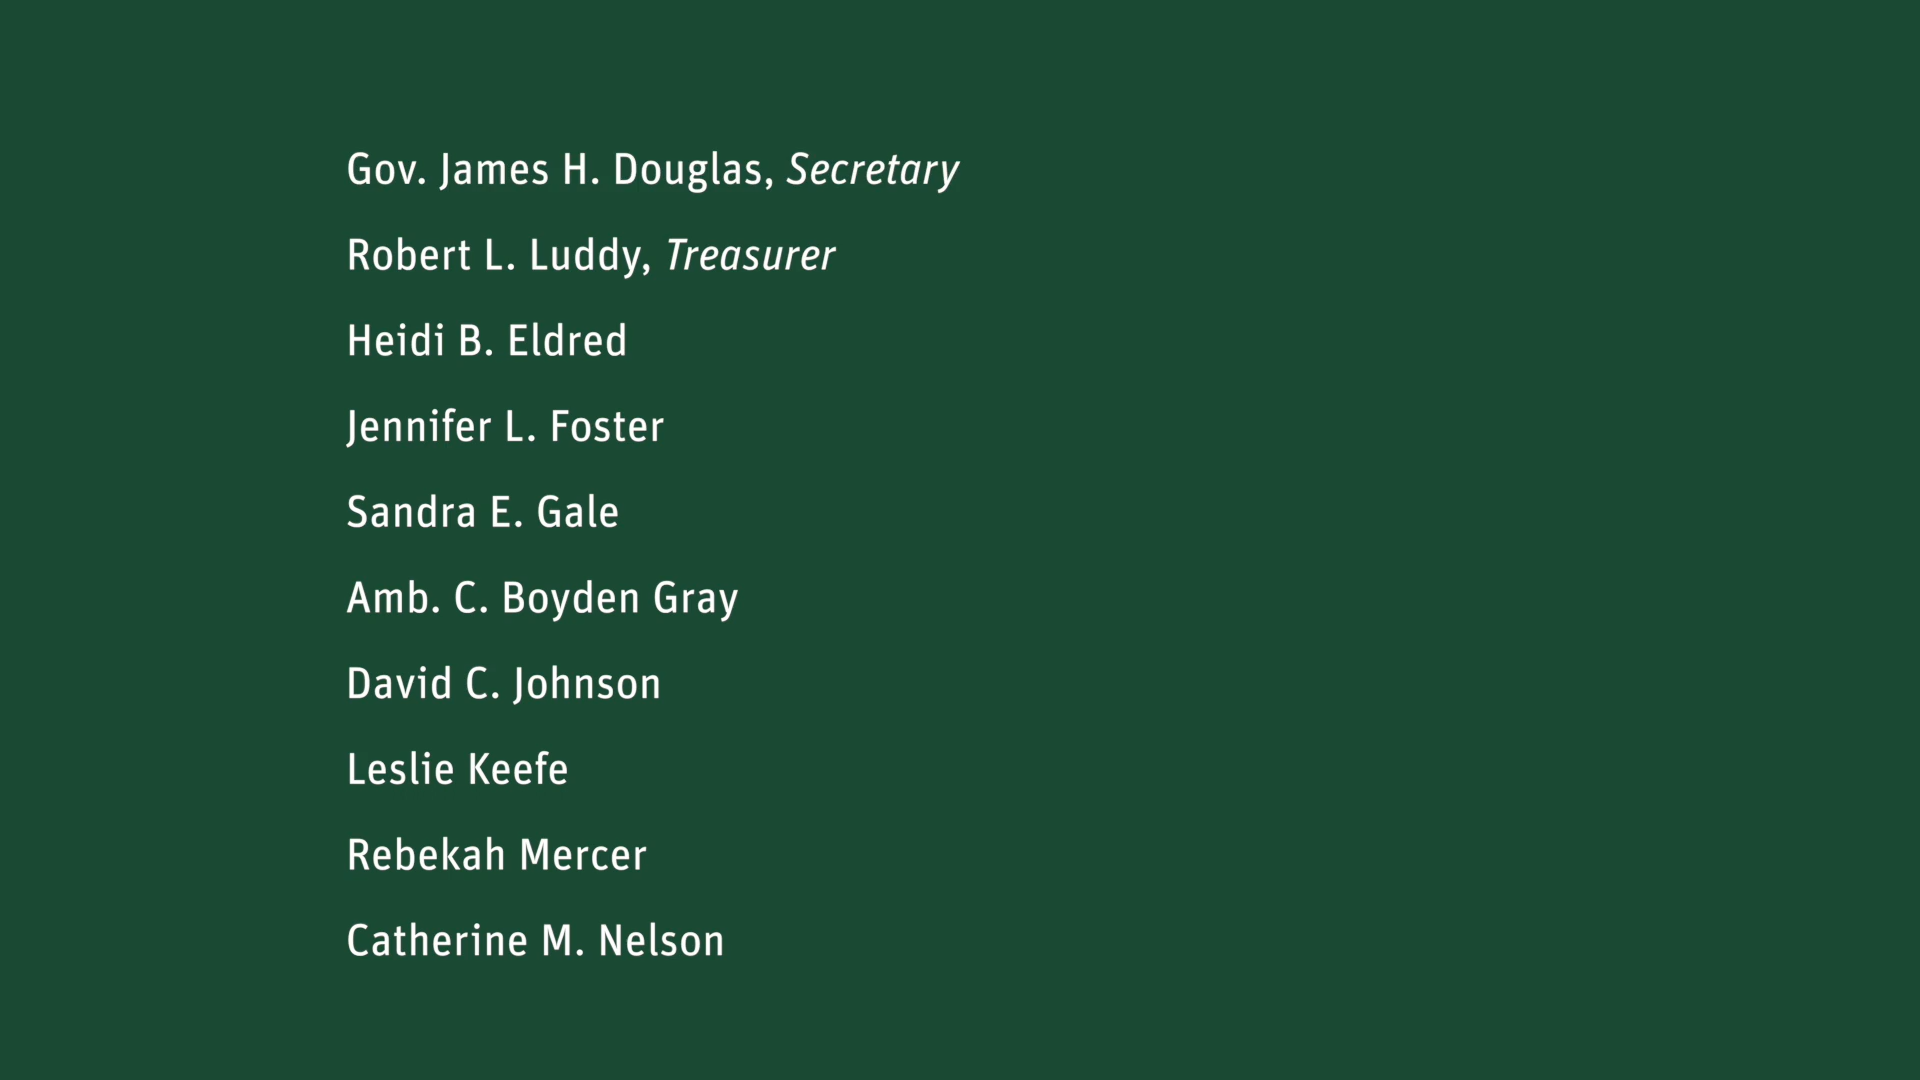 Gov. James H. Douglas, Secretary
Robert L. Luddy, Treasurer
Heidi B. Eldred
Jennifer L. Foster
Sandra E. Gale
Amb. C. Boyden Gray
David C. Johnson
Leslie Keefe
Rebekah Mercer
Catherine M. Nelson